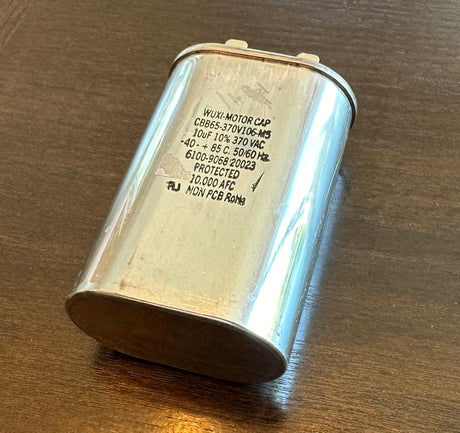 WUXI-MOTOR CAP
CBB65-370V106-MS
10uF 10% 370 VAC
-40 - + 85 C. 50/60 Hz.
6100-9068 20023
PROTECTED
10,000 AFC
NON PCB RoHs